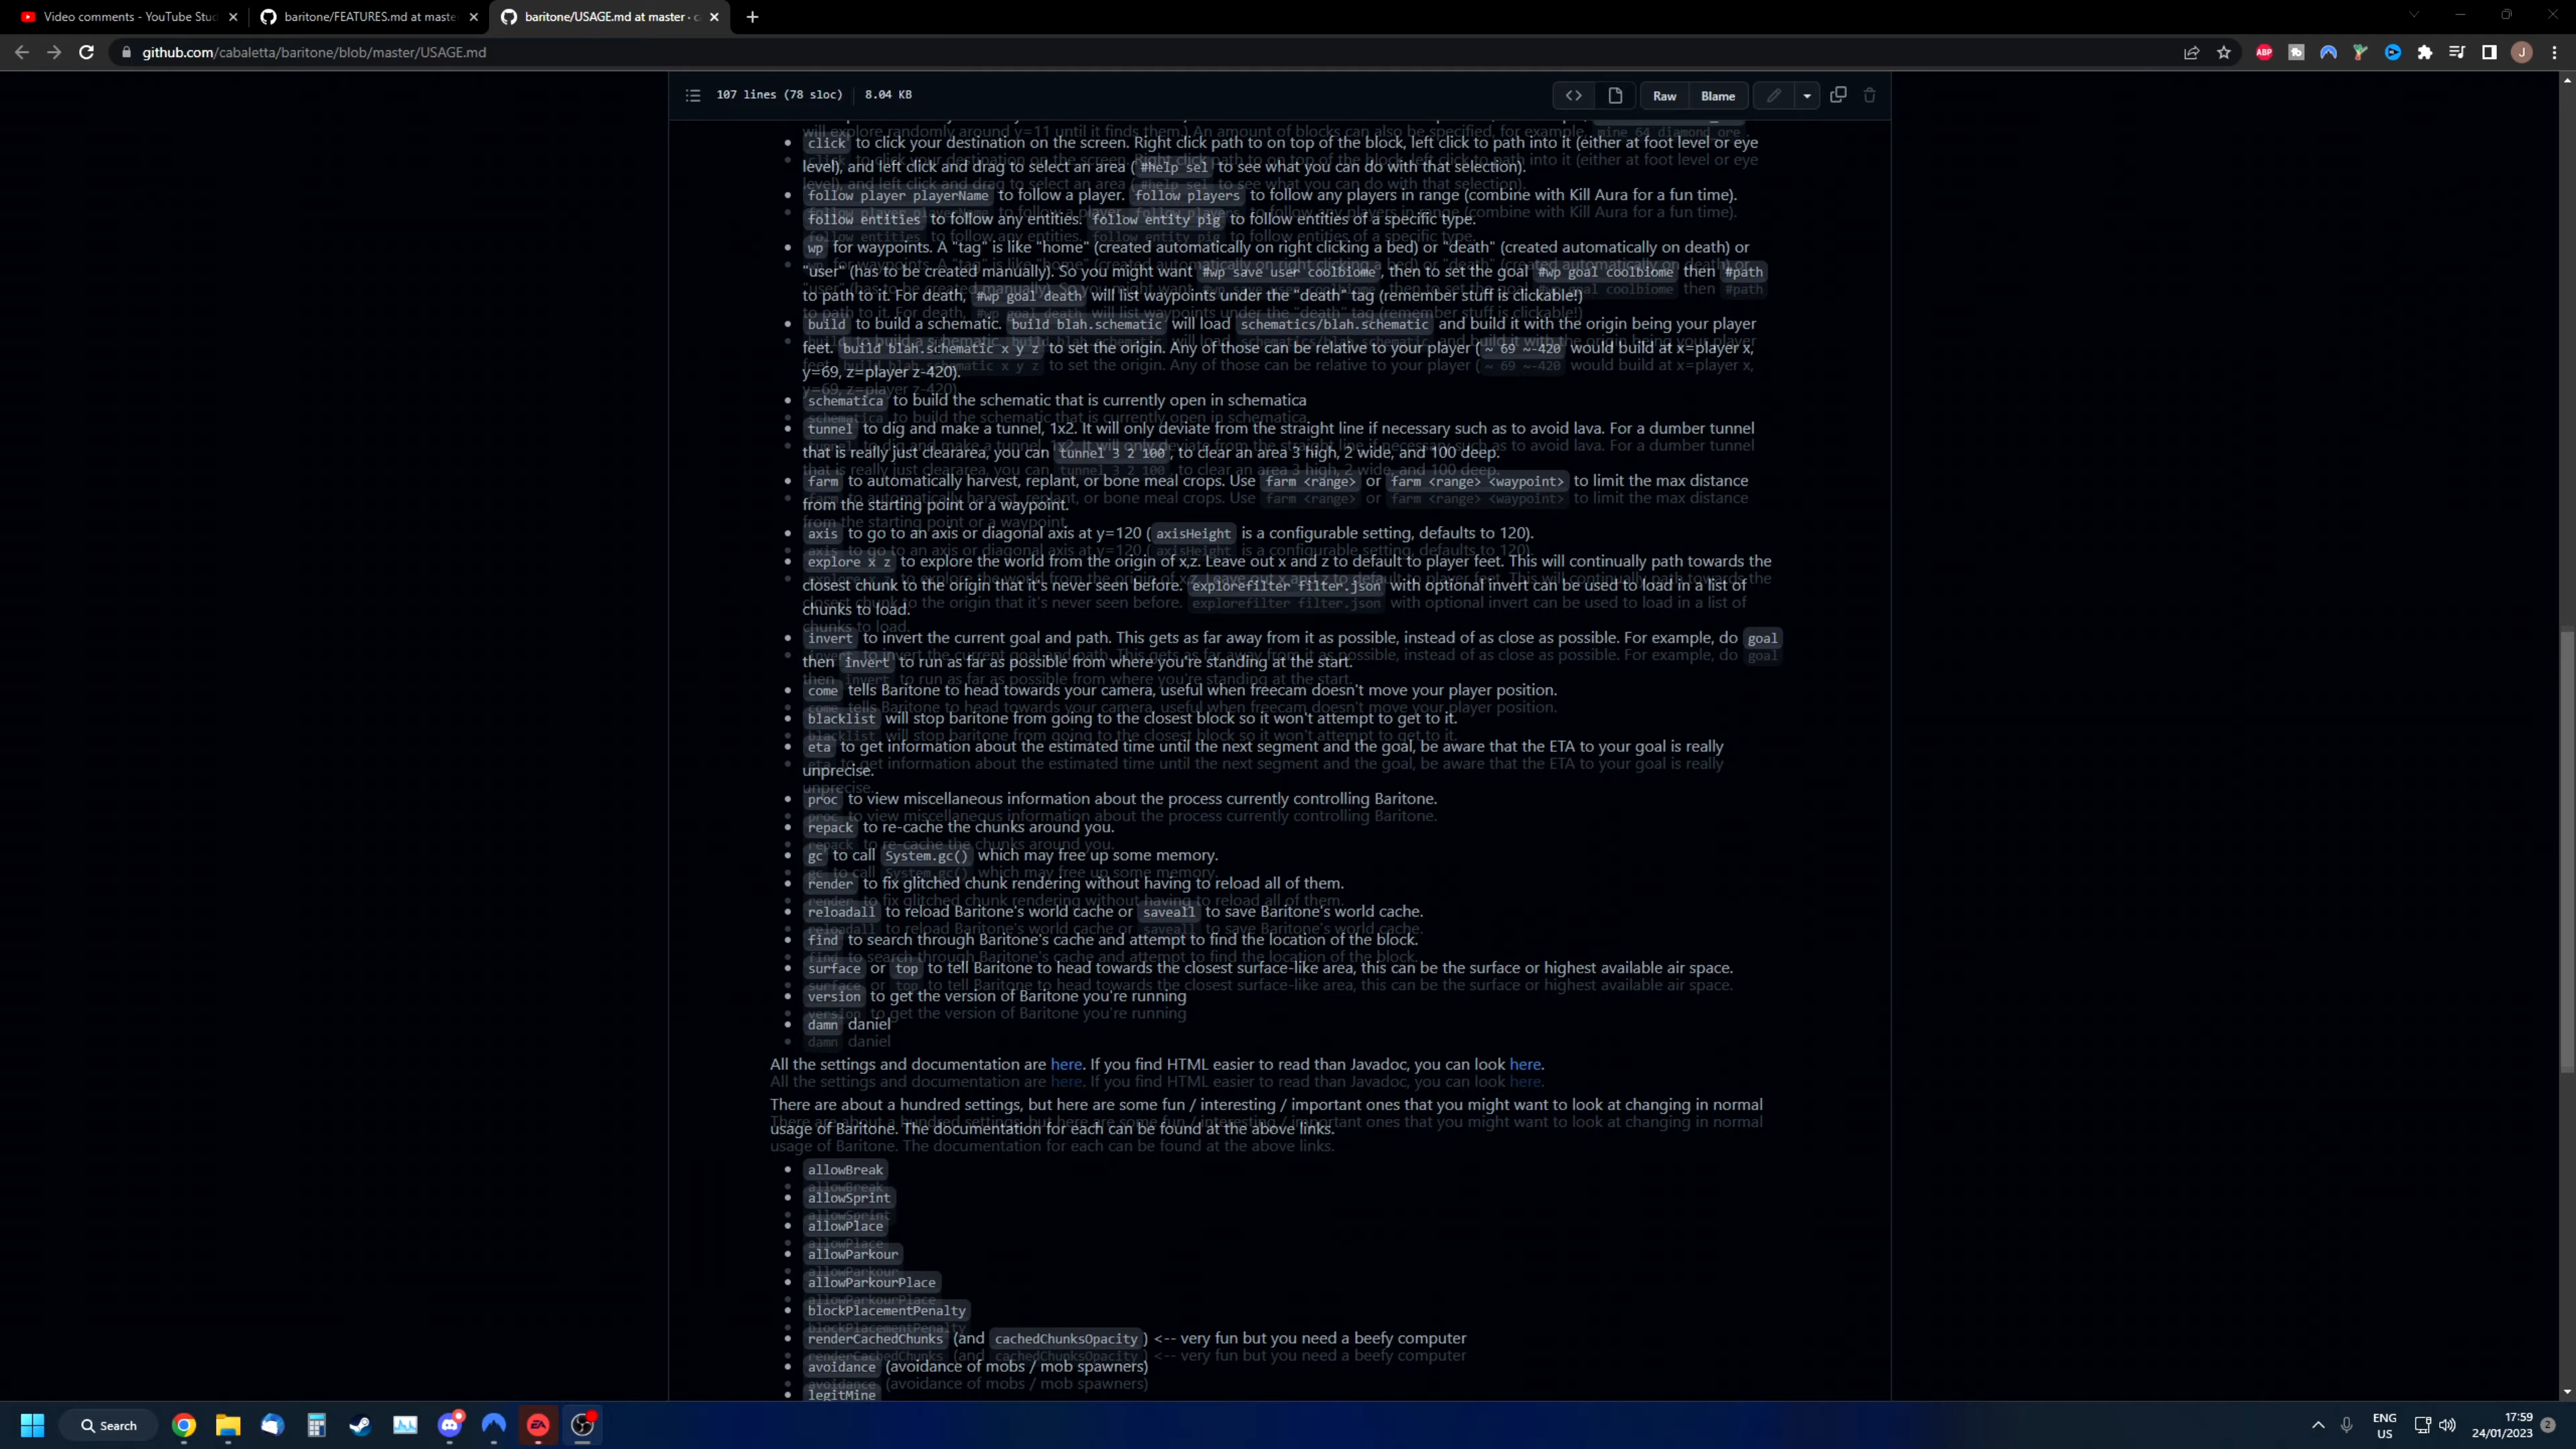 Video comments - YouTube Stud
baritone/FEATURES.md at maste
baritone/USAGE.md at master · c
github.com/cabaletta/baritone/blob/master/USAGE.md
ABP
J
107 lines (78 sloc) 8.04 KB
Raw Blame
will explore randomly around y=11 until it finds them.) An amount of blocks can also be specified, for example, mine 64 diamond_ore
click to click your destination on the screen. Right click path to on top of the block, left click to path into it (either at foot level or eye
level), and left click and drag to select an area ( #help sel to see what you can do with that selection).
follow player playerName to follow a player. follow players to follow any players in range (combine with Kill Aura for a fun time).
follow entities to follow any entities. follow entity pig to follow entities of a specific type.
wp for waypoints. A "tag" is like "home" (created automatically on right clicking a bed) or "death" (created automatically on death) or
"user" (has to be created manually). So you might want #wp save user coolbiome , then to set the goal #wp goal coolbiome then #path
to path to it. For death, #wp goal death will list waypoints under the "death" tag (remember stuff is clickable!)
build to build a schematic. build blah.schematic will load schematics/blah.schematic and build it with the origin being your player
feet. build blah.schematic x y z to set the origin. Any of those can be relative to your player ( ~ 69 ~-420 would build at x=player x,
y=69, z=player z-420).
schematica to build the schematic that is currently open in schematica
tunnel to dig and make a tunnel, 1x2. It will only deviate from the straight line if necessary such as to avoid lava. For a dumber tunnel
that is really just cleararea, you can tunnel 3 2 100 , to clear an area 3 high, 2 wide, and 100 deep.
farm to automatically harvest, replant, or bone meal crops. Use farm <range> or farm <range> <waypoint> to limit the max distance
from the starting point or a waypoint.
axis to go to an axis or diagonal axis at y=120 ( axisHeight is a configurable setting, defaults to 120).
explore x z to explore the world from the origin of x,z. Leave out x and z to default to player feet. This will continually path towards the
closest chunk to the origin that it's never seen before. explorefilter filter.json with optional invert can be used to load in a list of
chunks to load.
invert to invert the current goal and path. This gets as far away from it as possible, instead of as close as possible. For example, do goal
then invert to run as far as possible from where you're standing at the start.
come tells Baritone to head towards your camera, useful when freecam doesn't move your player position.
blacklist will stop baritone from going to the closest block so it won't attempt to get to it.
eta to get information about the estimated time until the next segment and the goal, be aware that the ETA to your goal is really
unprecise.
proc to view miscellaneous information about the process currently controlling Baritone.
repack to re-cache the chunks around you.
gc to call System.gc() which may free up some memory.
render to fix glitched chunk rendering without having to reload all of them.
reloadall to reload Baritone's world cache or saveall to save Baritone's world cache.
find to search through Baritone's cache and attempt to find the location of the block.
surface or top to tell Baritone to head towards the closest surface-like area, this can be the surface or highest available air space.
version to get the version of Baritone you're running
damn daniel
All the settings and documentation are here. If you find HTML easier to read than Javadoc, you can look here.
There are about a hundred settings, but here are some fun / interesting / important ones that you might want to look at changing in normal
usage of Baritone. The documentation for each can be found at the above links.
allowBreak
allowSprint
allowPlace
allowParkour
allowParkourPlace
blockPlacementPenalty
renderCachedChunks (and cachedChunksOpacity ) <-- very fun but you need a beefy computer
avoidance (avoidance of mobs / mob spawners)
legitMine
Search
EA
ENG
US
17:59
24/01/2023
2